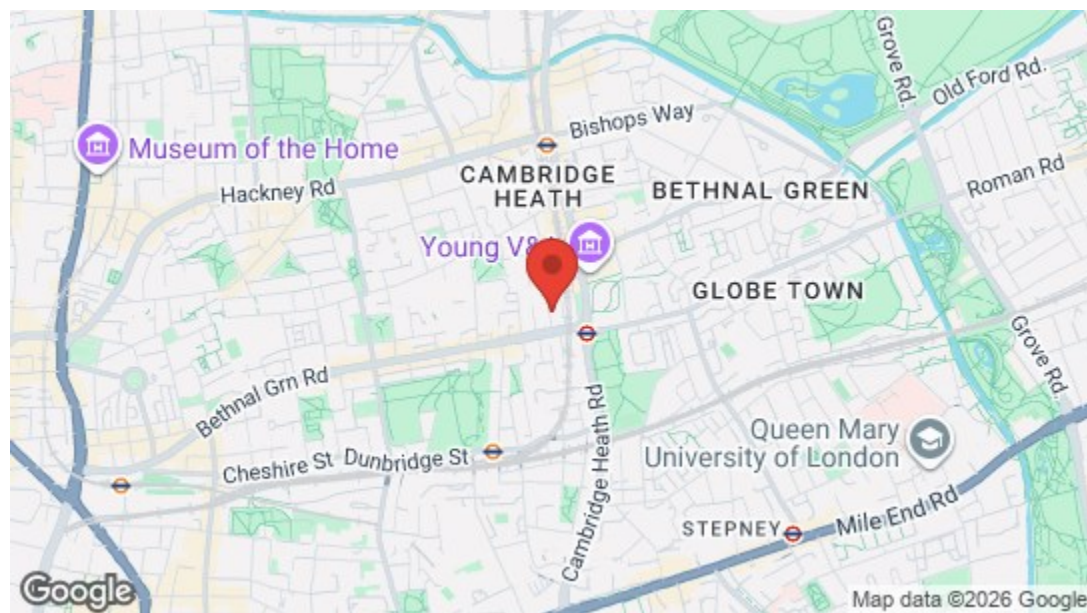 Grove Rd.
Old Ford Rd.
Bishops Way
Museum of the Home
CAMBRIDGE
HEATH
BETHNAL GREEN
Roman Rd
Hackney Rd
Young V&
GLOBE TOWN
Grove Rd.
Bethnal Grn Rd
Cambridge Heath Rd
Queen Mary
University of London
Cheshire St
Dunbridge St
STEPNEY
Mile End Rd
Google
Map data ©2026 Google